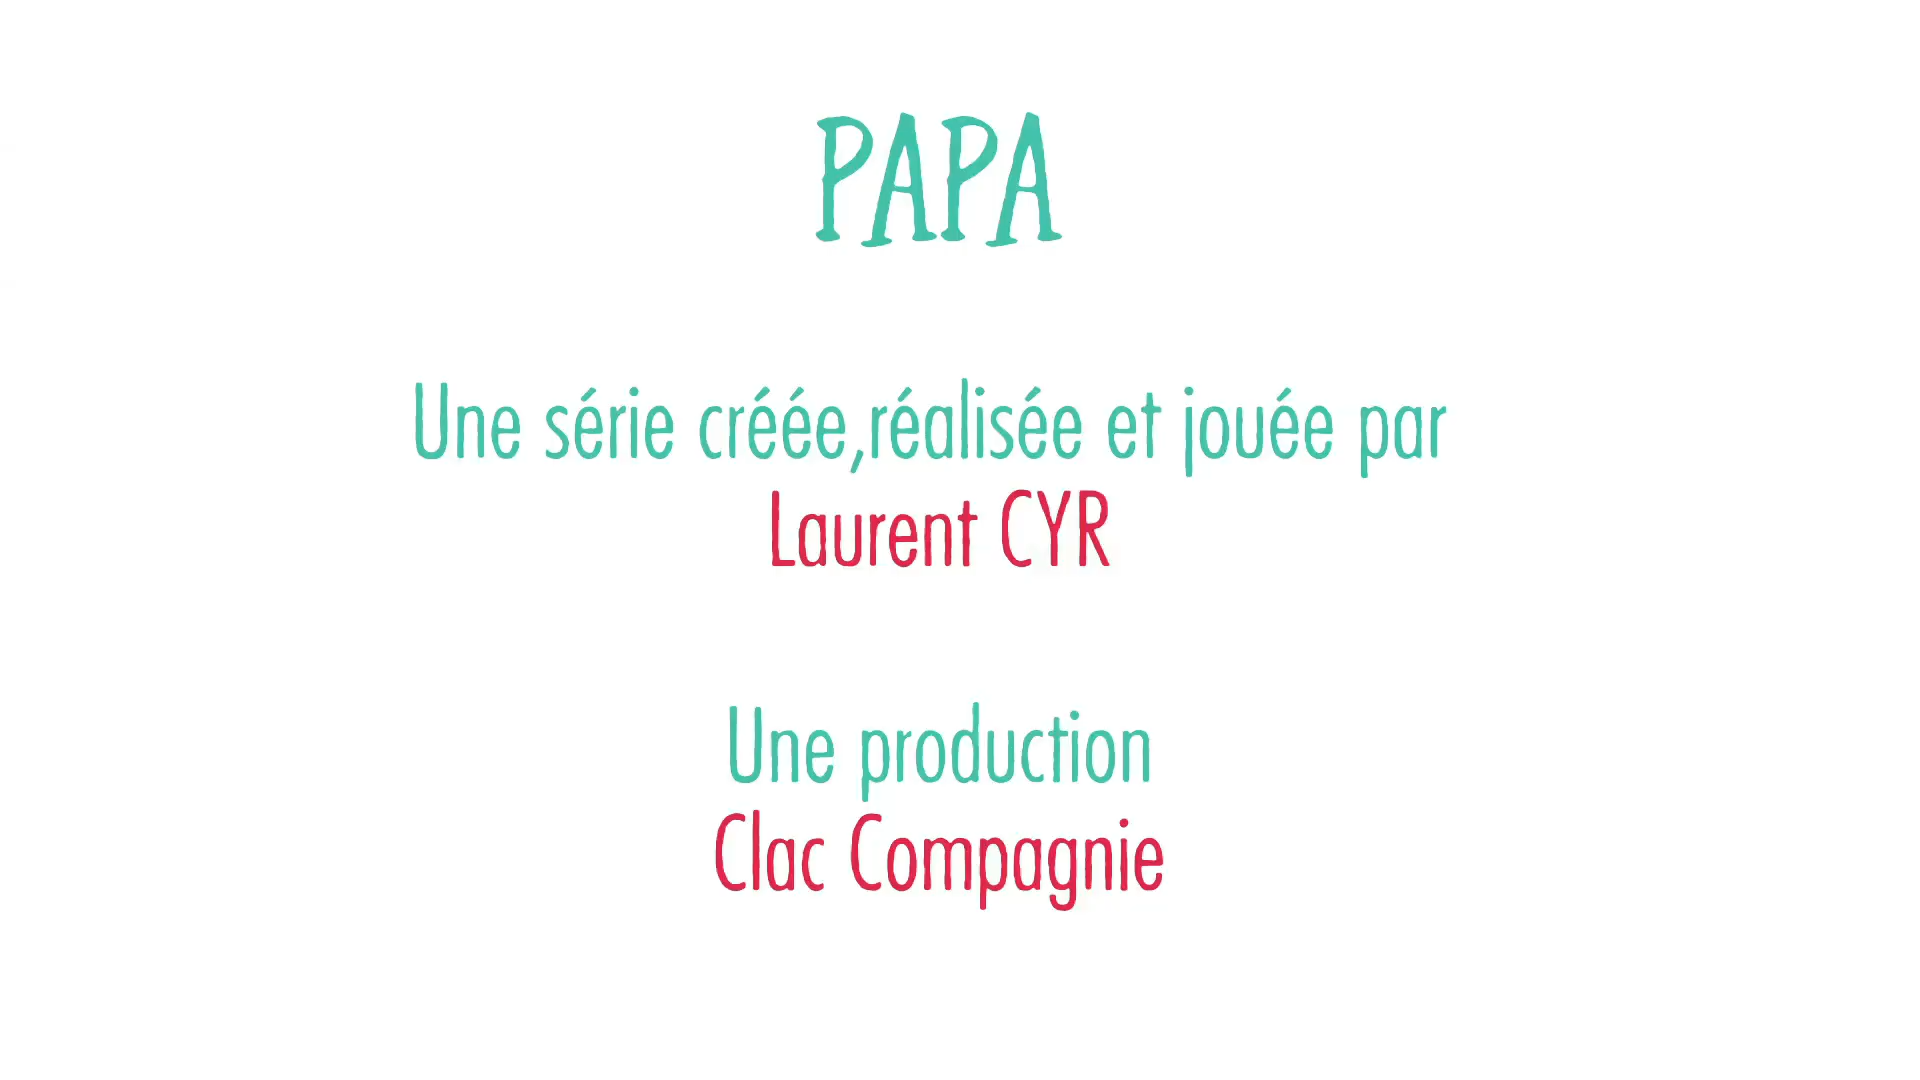 PAPA
Une série créée,réalisée et jouée par
Laurent CYR
Une production
Clac Compagnie